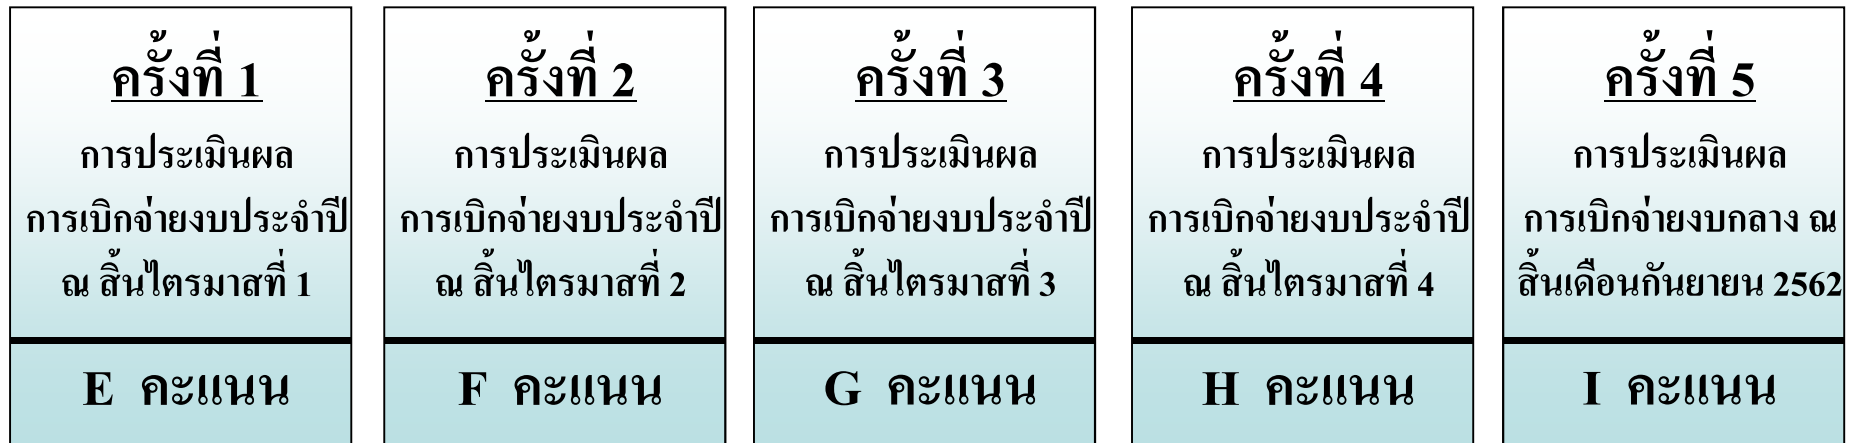 ครั้งที่ 1
การประเมินผล
การเบิกจ่ายงบประจำปี
ณ สิ้นไตรมาสที่ 1
E คะแนน
ครั้งที่ 2
การประเมินผล
การเบิกจ่ายงบประจำปี
ณ สิ้นไตรมาสที่ 2
F คะแนน
ครั้งที่ 3
การประเมินผล
การเบิกจ่ายงบประจำปี
ณ สิ้นไตรมาสที่ 3
G คะแนน
ครั้งที่ 4
การประเมินผล
การเบิกจ่ายงบประจำปี
ณ สิ้นไตรมาสที่ 4
H คะแนน
ครั้งที่ 5
การประเมินผล
การเบิกจ่ายงบกลาง ณ
สิ้นเดือนกันยายน 2562
I คะแนน